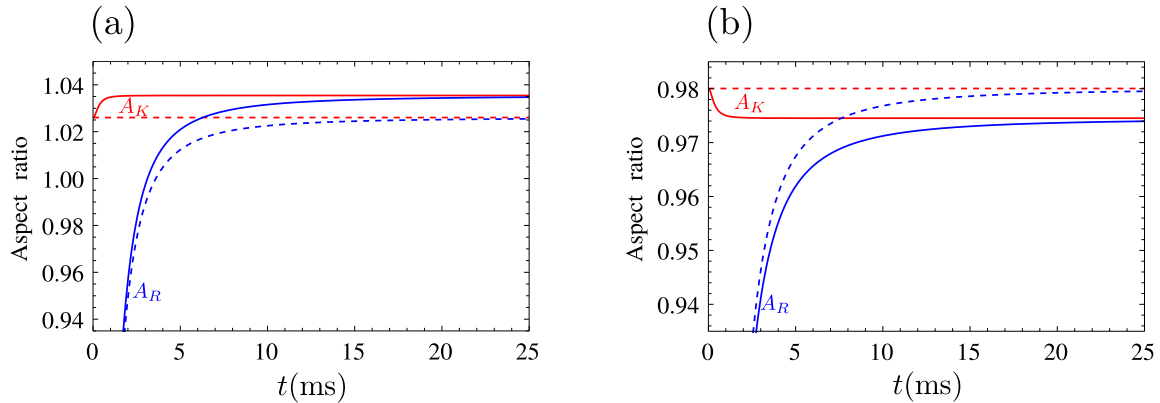 (a)
Aspect ratio
1.04
1.02
1.00
0.98
0.96
0.94
A_K
A_R
0 5 10 15 20 25
t(ms)
(b)
Aspect ratio
0.98
0.97
0.96
0.95
0.94
A_K
A_R
0 5 10 15 20 25
t(ms)